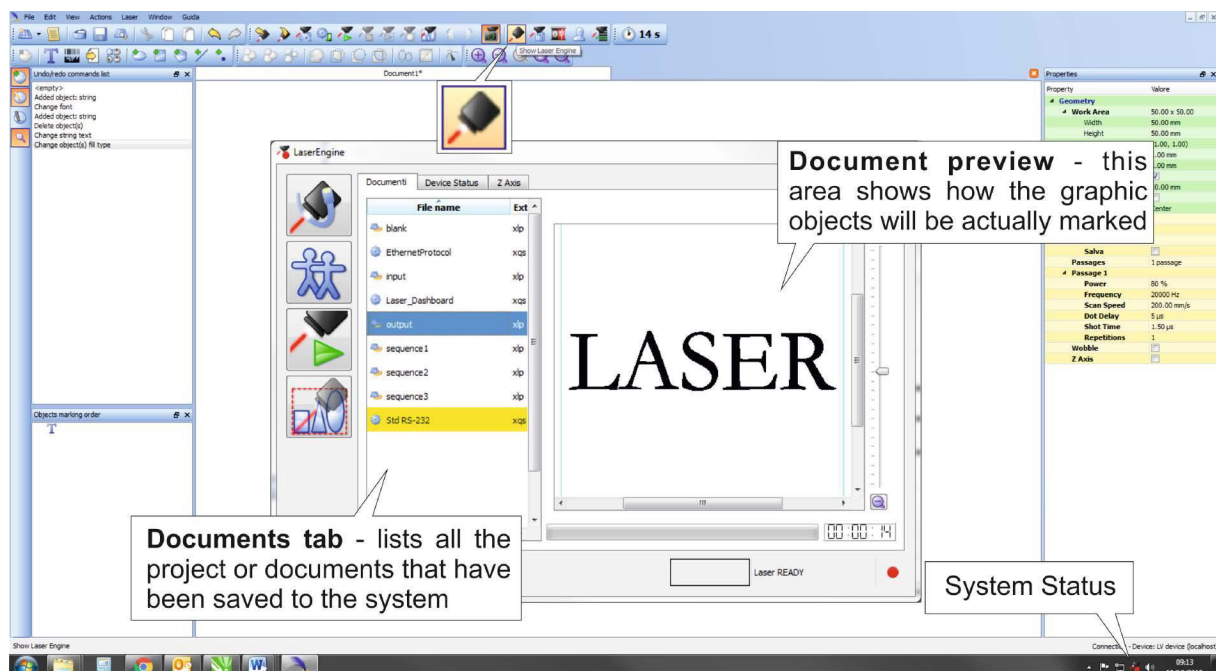 File Edit View Actions Laser Window Guida
14 s
Show Laser Engine
Undo/redo commands list
Document1*
Properties
<empty>
Added object: string
Change font
Added object: string
Delete object(s)
Change string text
Change object(s) fill type
Property Valore
Geometry
Work Area 50.00 x 50.00
Width 50.00 mm
Height 50.00 mm
LaserEngine
Documenti Device Status Z Axis
File name Ext
blank xlp
EthernetProtocol xqs
input xlp
Laser_Dashboard xqs
output xlp
sequence1 xlp
sequence2 xlp
sequence3 xlp
Std RS-232 xqs
LASER
Document preview - this
area shows how the graphic
objects will be actually marked
Salva
Passages 1 passage
Passage 1
Power 80 %
Frequency 20000 Hz
Scan Speed 200.00 mm/s
Dot Delay 5 µs
Shot Time 1.50 µs
Repetitions 1
Wobble
Z Axis
Objects marking order
Documents tab - lists all the
project or documents that have
been saved to the system
00:00:14
Laser READY
System Status
Show Laser Engine
Device: LV device (localhost
09:13